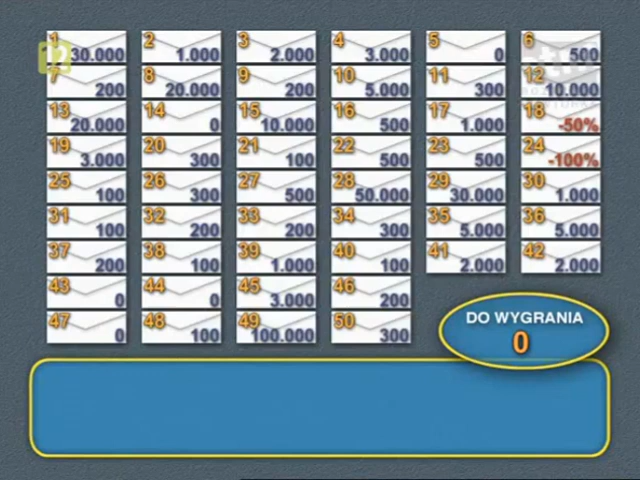 1 30.000 2 1.000 3 2.000 4 3.000 5 0 6 500
7 200 8 20.000 9 200 10 5.000 11 300 12 10.000
13 20.000 14 0 15 10.000 16 500 17 1.000 18 -50%
19 3.000 20 300 21 100 22 500 23 500 24 -100%
25 100 26 300 27 500 28 50.000 29 30.000 30 1.000
31 100 32 200 33 200 34 300 35 5.000 36 5.000
37 200 38 100 39 1.000 40 100 41 2.000 42 2.000
43 0 44 0 45 3.000 46 200
47 0 48 100 49 100.000 50 300
DO WYGRANIA
0